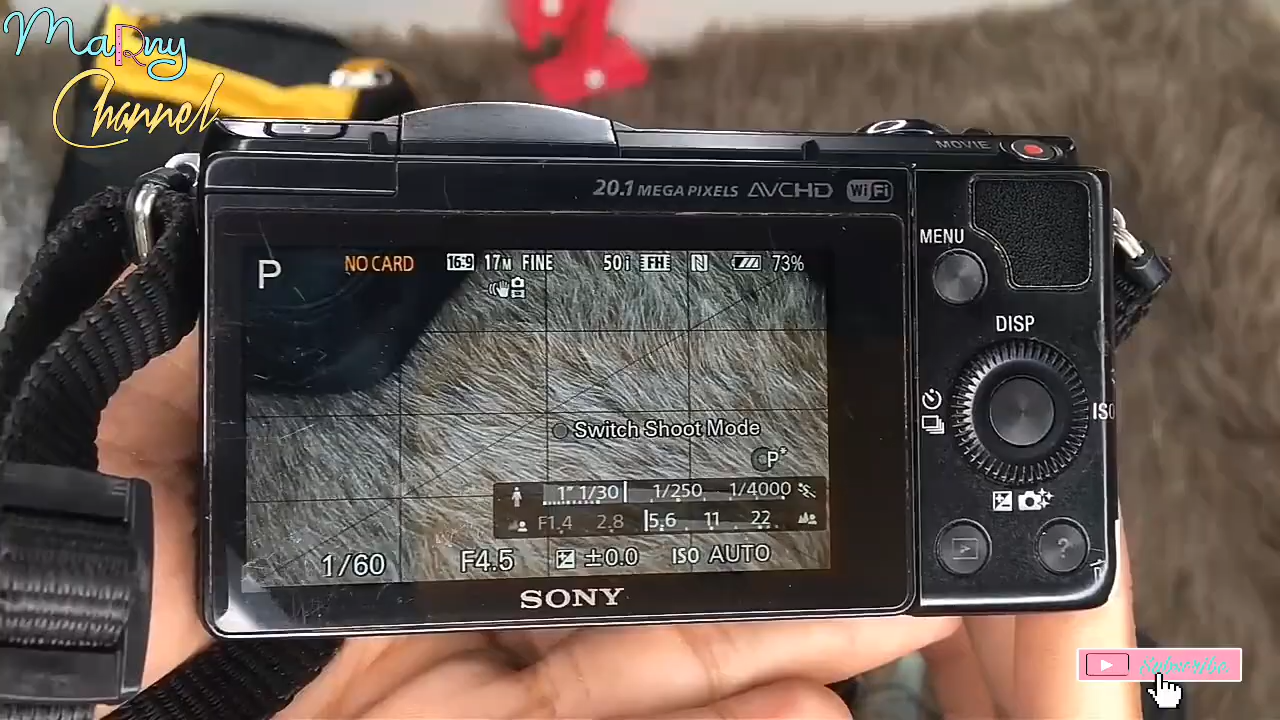 MaRny
Channel
MOVIE
20.1 MEGA PIXELS AVCHD WiFi
MENU
P NO CARD 16:9 17M FINE 50i FH N 73%
DISP
ISO
Switch Shoot Mode
P*
1" 1/30 1/250 1/4000
F1.4 2.8 5.6 11 22
1/60 F4.5 ±0.0 ISO AUTO
?
SONY
Subscribe